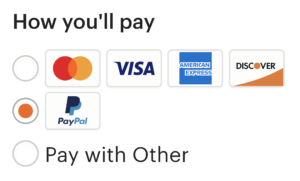 How you'll pay
VISA
AMERICAN
EXPRESS
DISCOVER
PayPal
Pay with Other